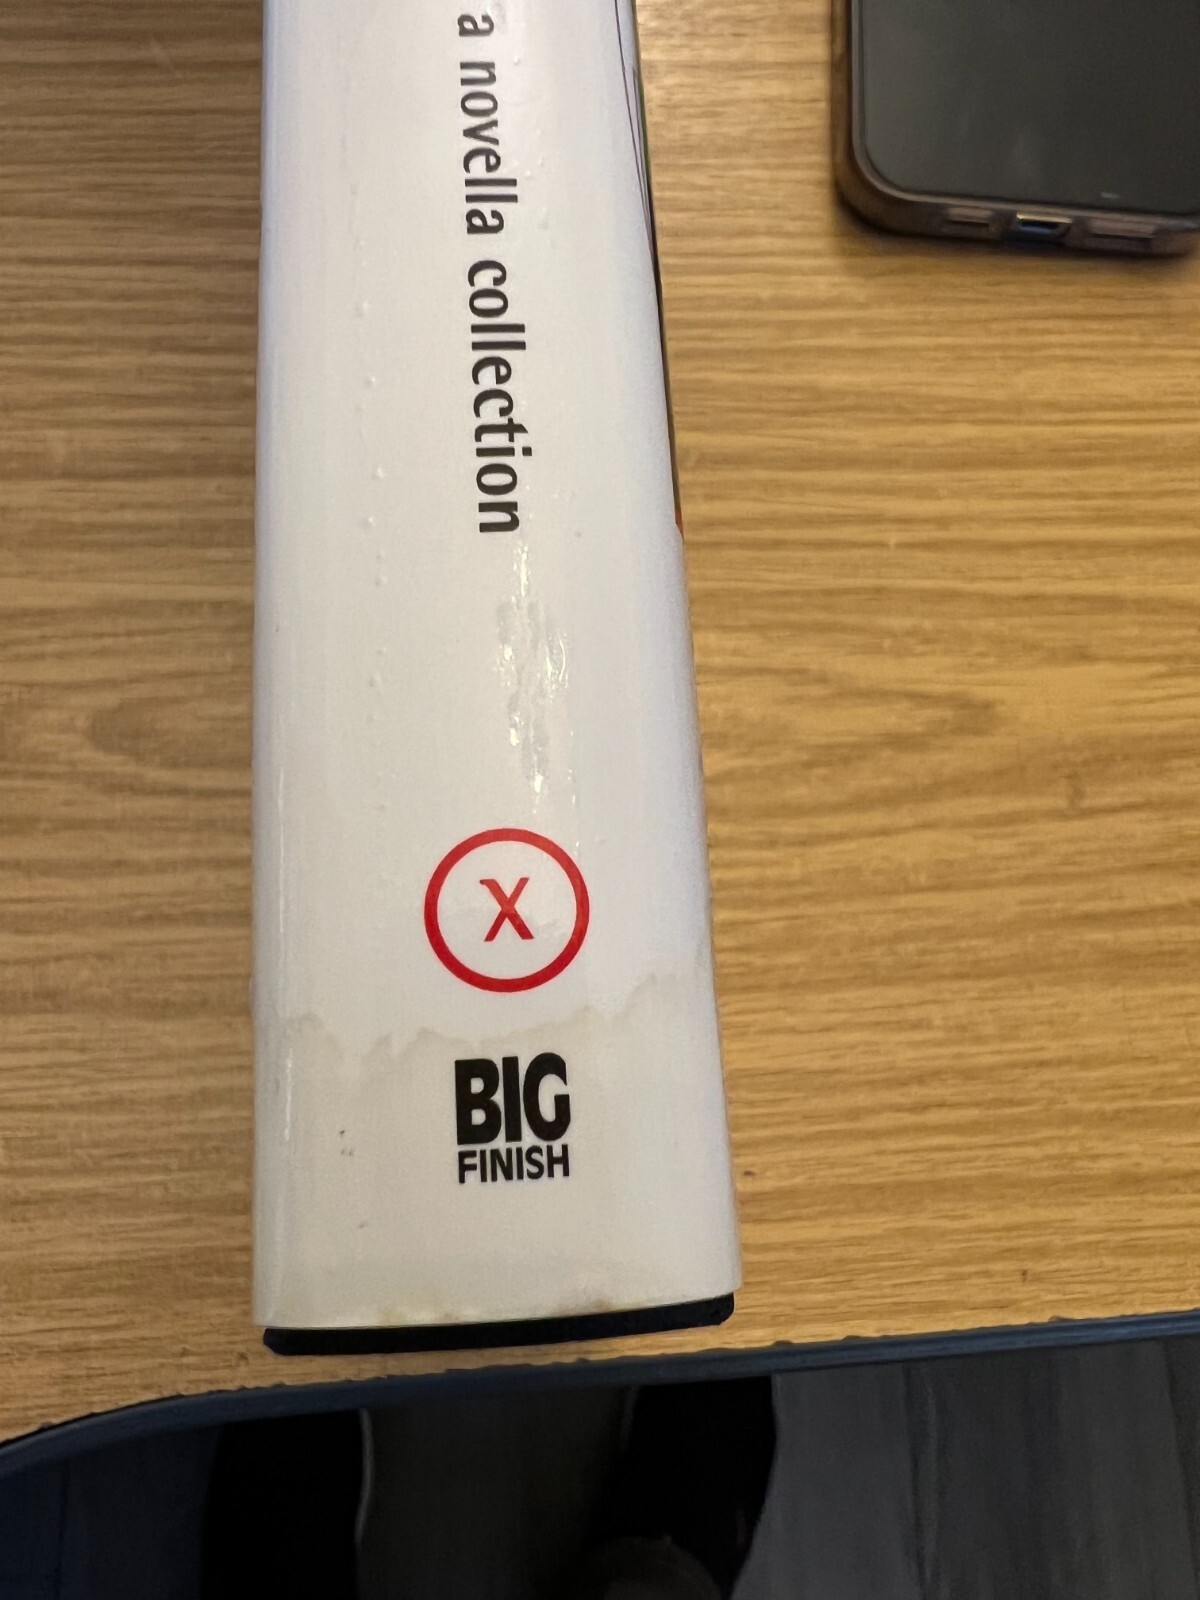 a novella collection
X
BIG
FINISH